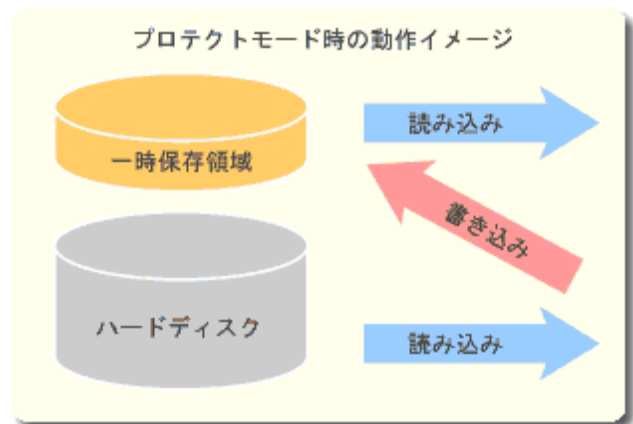 プロテクトモード時の動作イメージ
一時保存領域
読み込み
書き込み
ハードディスク
読み込み